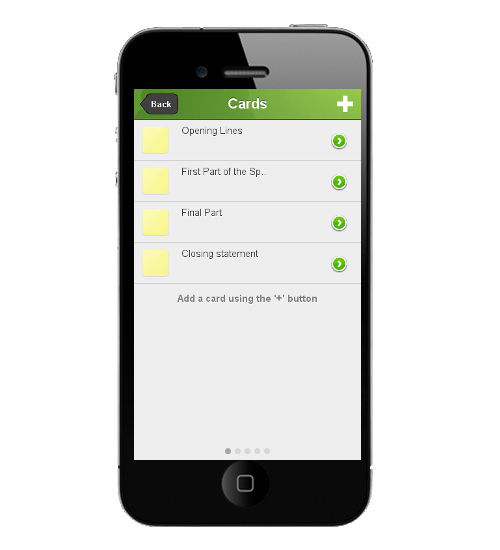 Back
Cards
Opening Lines
First Part of the Sp..
Final Part
Closing statement
Add a card using the '+' button